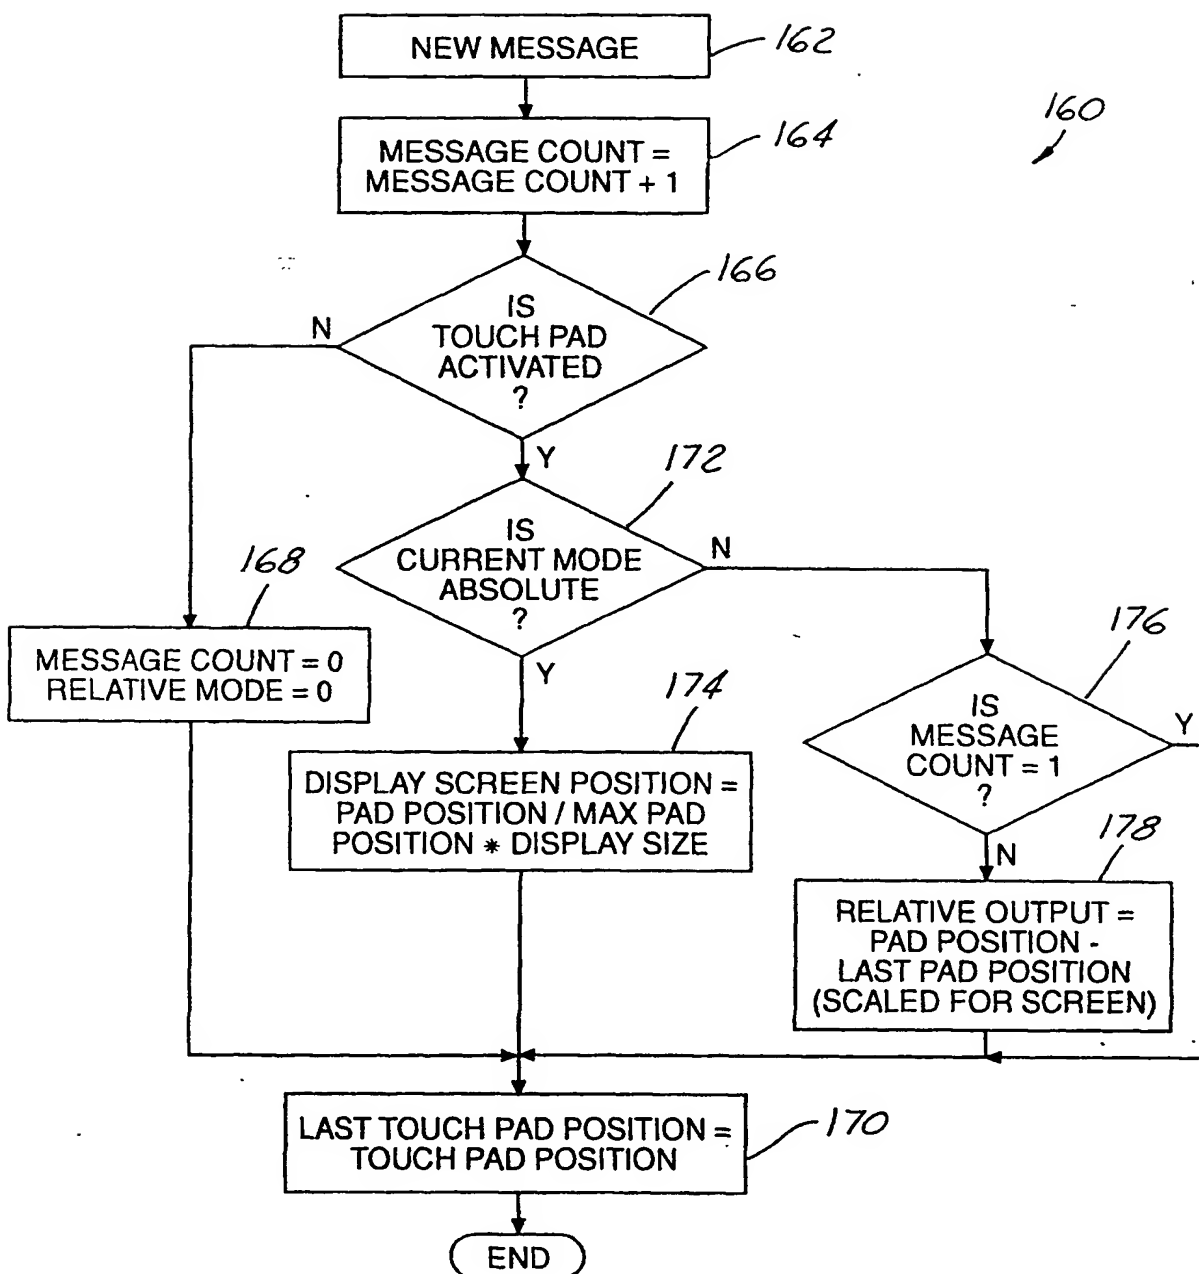 NEW MESSAGE
162
160
MESSAGE COUNT =
MESSAGE COUNT + 1
164
IS
TOUCH PAD
ACTIVATED
?
166
N
Y
172
IS
CURRENT MODE
ABSOLUTE
?
N
Y
168
MESSAGE COUNT = 0
RELATIVE MODE = 0
174
DISPLAY SCREEN POSITION =
PAD POSITION / MAX PAD
POSITION * DISPLAY SIZE
176
IS
MESSAGE
COUNT = 1
?
Y
N
178
RELATIVE OUTPUT =
PAD POSITION -
LAST PAD POSITION
(SCALED FOR SCREEN)
LAST TOUCH PAD POSITION =
TOUCH PAD POSITION
170
END